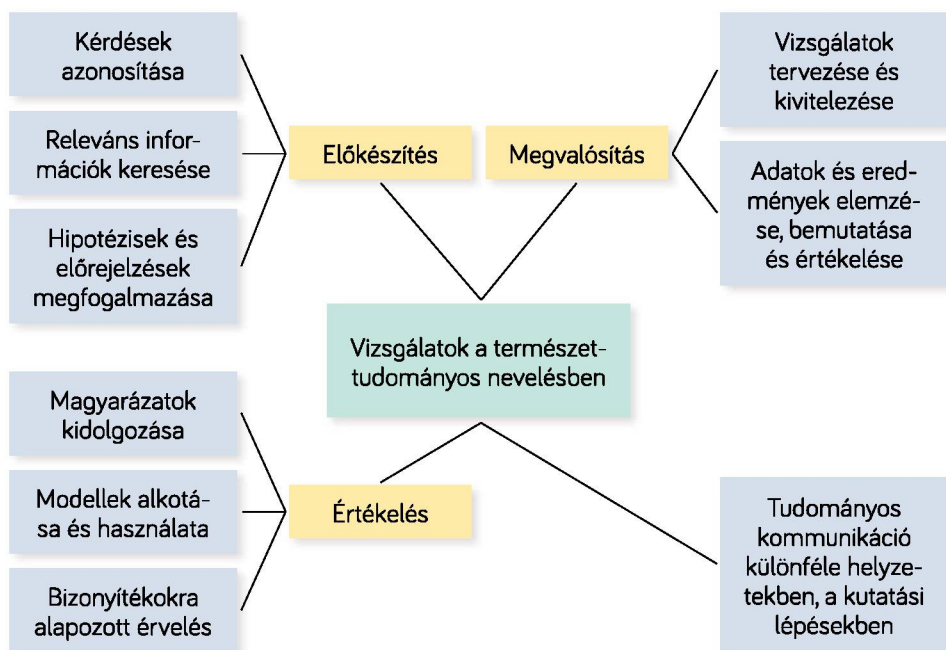 Kérdések
azonosítása
Releváns infor-
mációk keresése
Hipotézisek és
előrejelzések
megfogalmazása
Előkészítés
Megvalósítás
Vizsgálatok
tervezése és
kivitelezése
Adatok és ered-
mények elemzé-
se, bemutatása
és értékelése
Vizsgálatok a természet-
tudományos nevelésben
Magyarázatok
kidolgozása
Modellek alkotá-
sa és használata
Bizonyítékokra
alapozott érvelés
Értékelés
Tudományos
kommunikáció
különféle helyze-
tekben, a kutatási
lépésekben